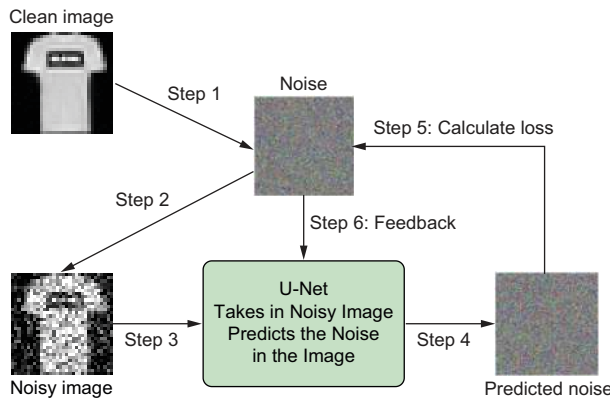 Clean image
Noise
Step 1
Step 5: Calculate loss
Step 2
Step 6: Feedback
U-Net
Takes in Noisy Image
Predicts the Noise
in the Image
Step 3
Step 4
Noisy image
Predicted noise